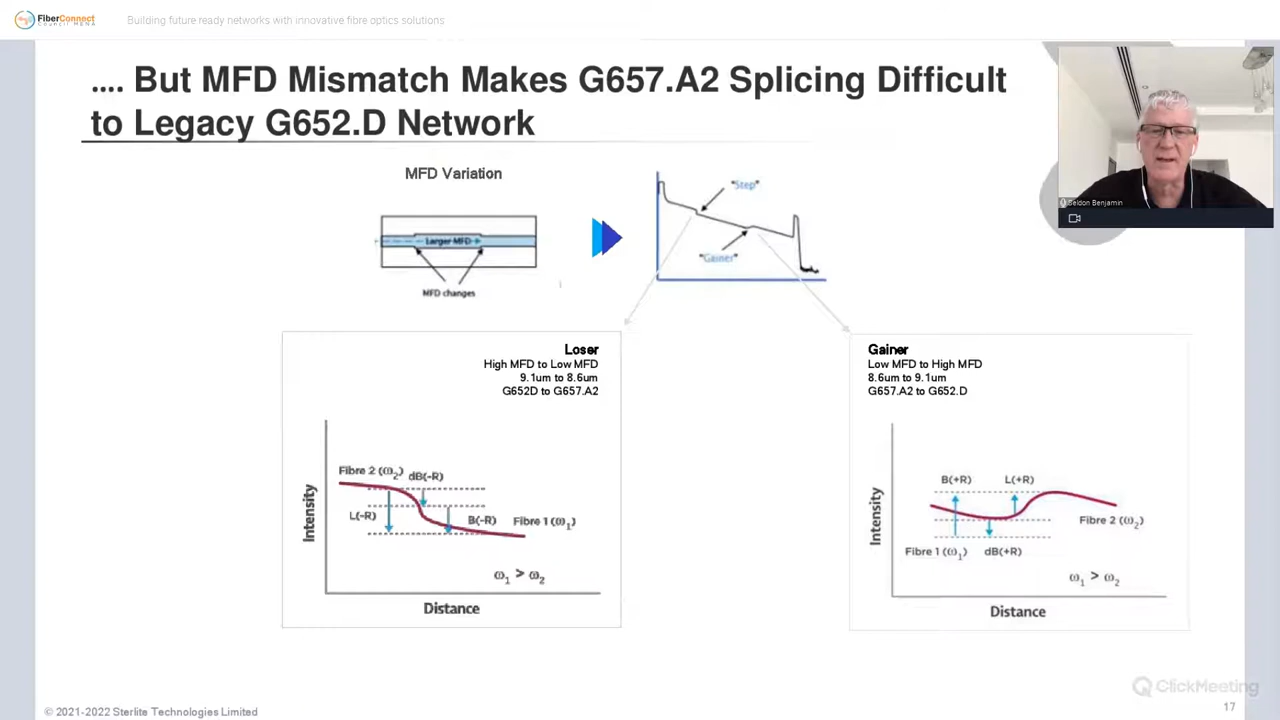 FiberConnect
COUNCIL MENA
Building future ready networks with innovative fibre optics solutions
.... But MFD Mismatch Makes G657.A2 Splicing Difficult
to Legacy G652.D Network
Seldon Benjamin
MFD Variation
Larger MFD
MFD changes
"Step"
"Gainer"
Loser
High MFD to Low MFD
9.1um to 8.6um
G652D to G657.A2
Intensity
Fibre 2 (ω2)
dB(-R)
L(-R)
B(-R)
Fibre 1 (ω1)
ω1 > ω2
Distance
Gainer
Low MFD to High MFD
8.6um to 9.1um
G657.A2 to G652.D
Intensity
B(+R)
L(+R)
Fibre 2 (ω2)
Fibre 1 (ω1)
dB(+R)
ω1 > ω2
Distance
ClickMeeting
© 2021-2022 Sterlite Technologies Limited
17